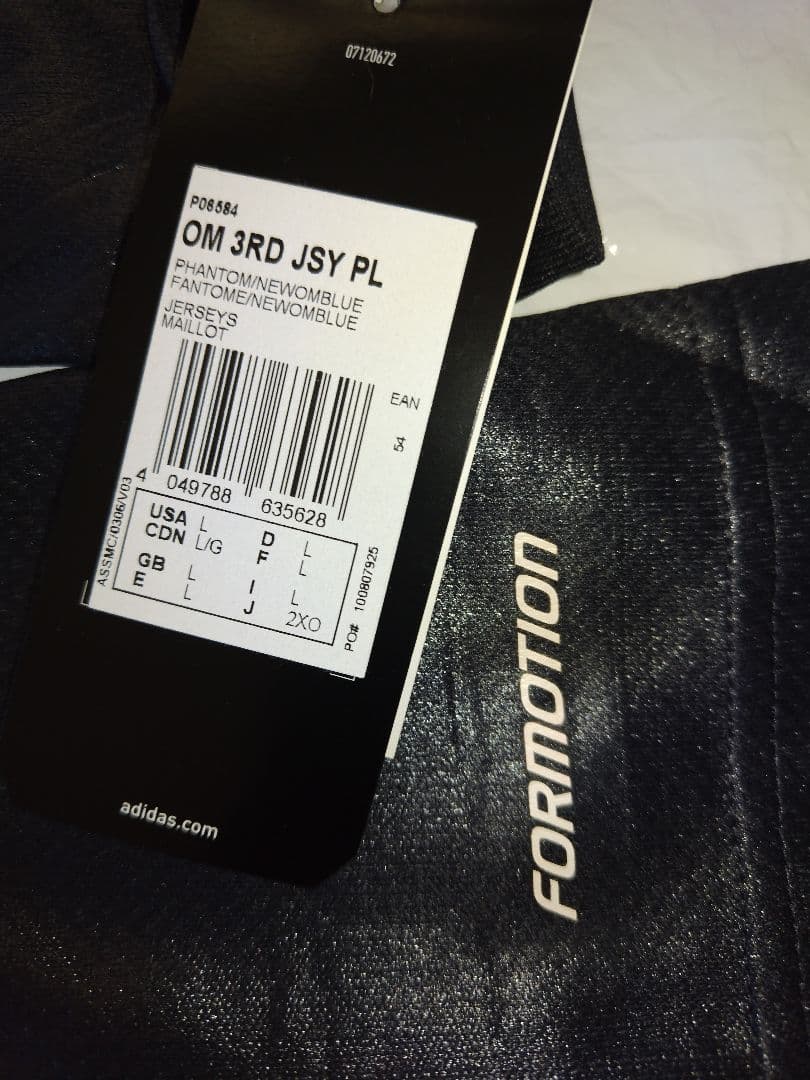 07120672
P06584
OM 3RD JSY PL
PHANTOM/NEWOMBLUE
FANTOME/NEWOMBLUE
JERSEYS
MAILLOT
EAN
54
4 049788 635628
ASSMC/0306/V03
USA L D L
CDN L/G F L
GB L I L
E L J 2XO
PO# 100807925
adidas.com
FORMOTION